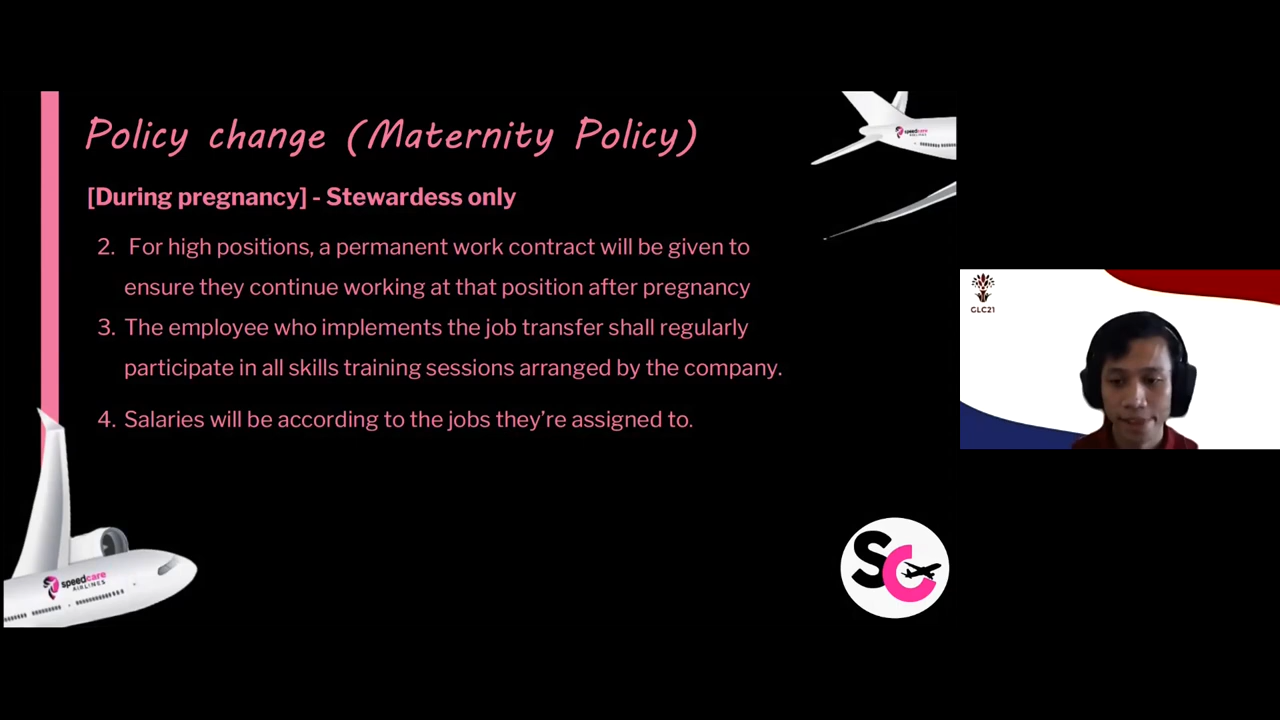 Policy change (Maternity Policy)
speedcare
[During pregnancy] - Stewardess only
2. For high positions, a permanent work contract will be given to
ensure they continue working at that position after pregnancy
3. The employee who implements the job transfer shall regularly
participate in all skills training sessions arranged by the company.
4. Salaries will be according to the jobs they're assigned to.
GLC21
speedcare
AIRLINES
SC